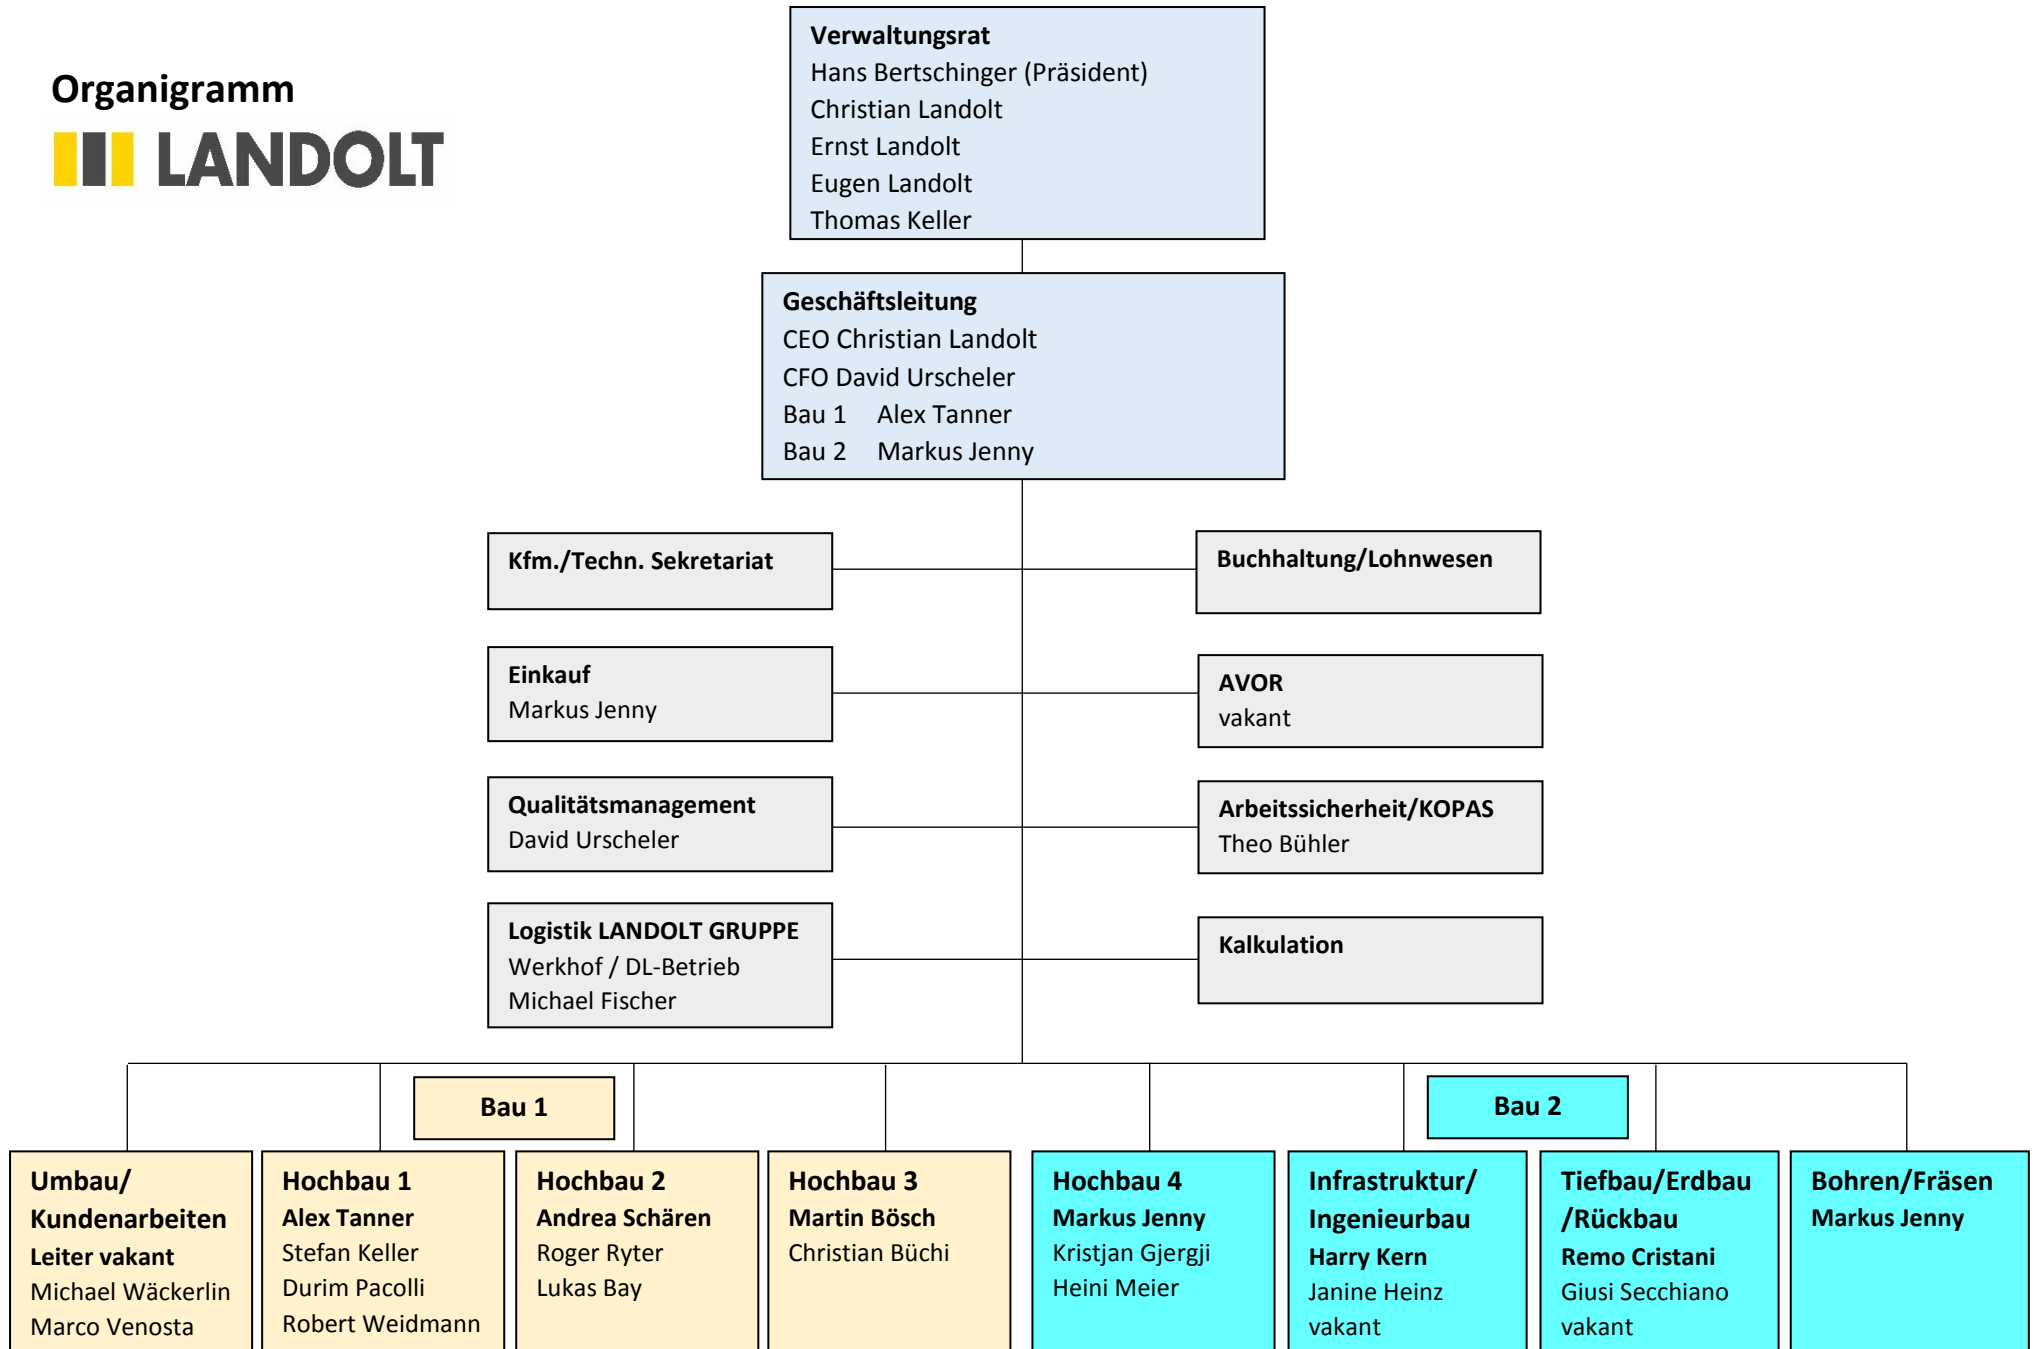 Organigramm
LANDOLT
Verwaltungsrat
Hans Bertschinger (Präsident)
Christian Landolt
Ernst Landolt
Eugen Landolt
Thomas Keller
Geschäftsleitung
CEO Christian Landolt
CFO David Urscheler
Bau 1 Alex Tanner
Bau 2 Markus Jenny
Kfm./Techn. Sekretariat
Buchhaltung/Lohnwesen
Einkauf
Markus Jenny
AVOR
vakant
Qualitätsmanagement
David Urscheler
Arbeitssicherheit/KOPAS
Theo Bühler
Logistik LANDOLT GRUPPE
Werkhof / DL-Betrieb
Michael Fischer
Kalkulation
Bau 1
Bau 2
Umbau/
Kundenarbeiten
Leiter vakant
Michael Wäckerlin
Marco Venosta
Hochbau 1
Alex Tanner
Stefan Keller
Durim Pacolli
Robert Weidmann
Hochbau 2
Andrea Schären
Roger Ryter
Lukas Bay
Hochbau 3
Martin Bösch
Christian Büchi
Hochbau 4
Markus Jenny
Kristjan Gjergji
Heini Meier
Infrastruktur/
Ingenieurbau
Harry Kern
Janine Heinz
vakant
Tiefbau/Erdbau
/Rückbau
Remo Cristani
Giusi Secchiano
vakant
Bohren/Fräsen
Markus Jenny